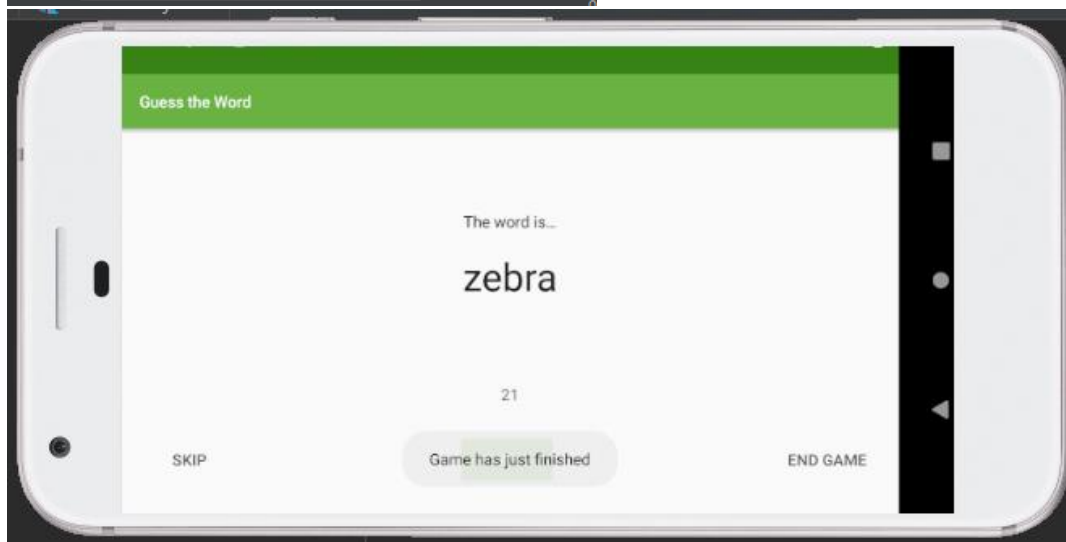 Guess the Word
The word is…
zebra
21
SKIP
Game has just finished
END GAME